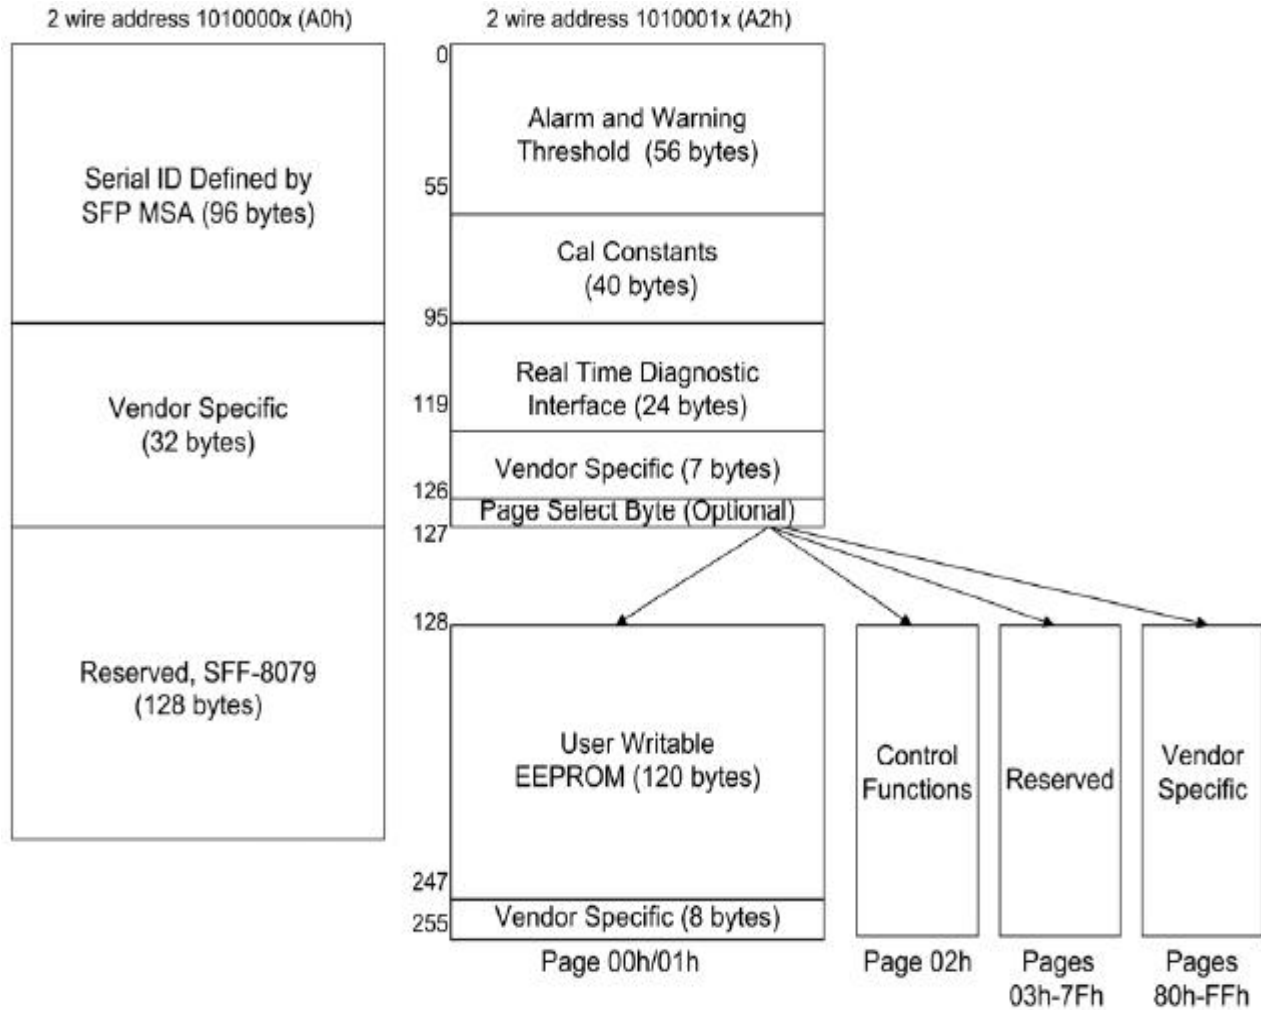 2 wire address 1010000x (A0h)
Serial ID Defined by
SFP MSA (96 bytes)
Vendor Specific
(32 bytes)
Reserved, SFF-8079
(128 bytes)
2 wire address 1010001x (A2h)
0
Alarm and Warning
Threshold (56 bytes)
55
Cal Constants
(40 bytes)
95
Real Time Diagnostic
Interface (24 bytes)
119
Vendor Specific (7 bytes)
126
Page Select Byte (Optional)
127
128
User Writable
EEPROM (120 bytes)
247
Vendor Specific (8 bytes)
255
Page 00h/01h
Control
Functions
Page 02h
Reserved
Pages
03h-7Fh
Vendor
Specific
Pages
80h-FFh